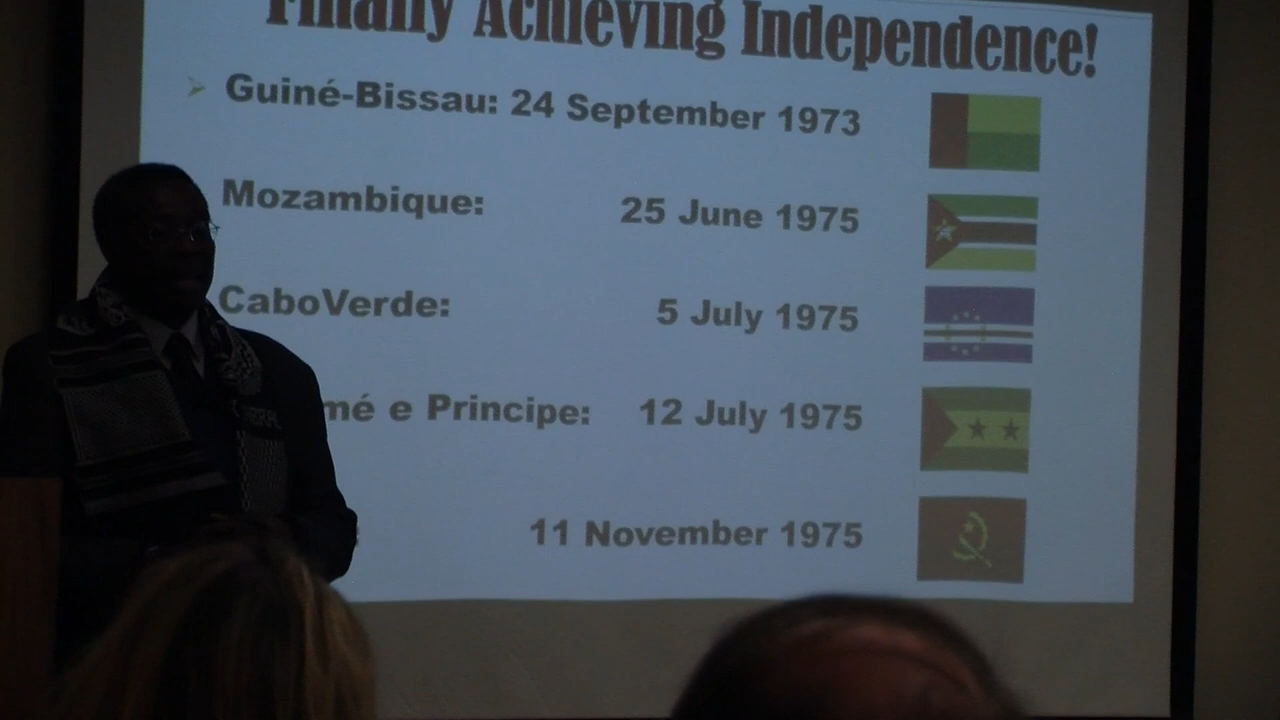 Finally Achieving Independence!
Guiné-Bissau: 24 September 1973
Mozambique: 25 June 1975
CaboVerde: 5 July 1975
mé e Principe: 12 July 1975
11 November 1975